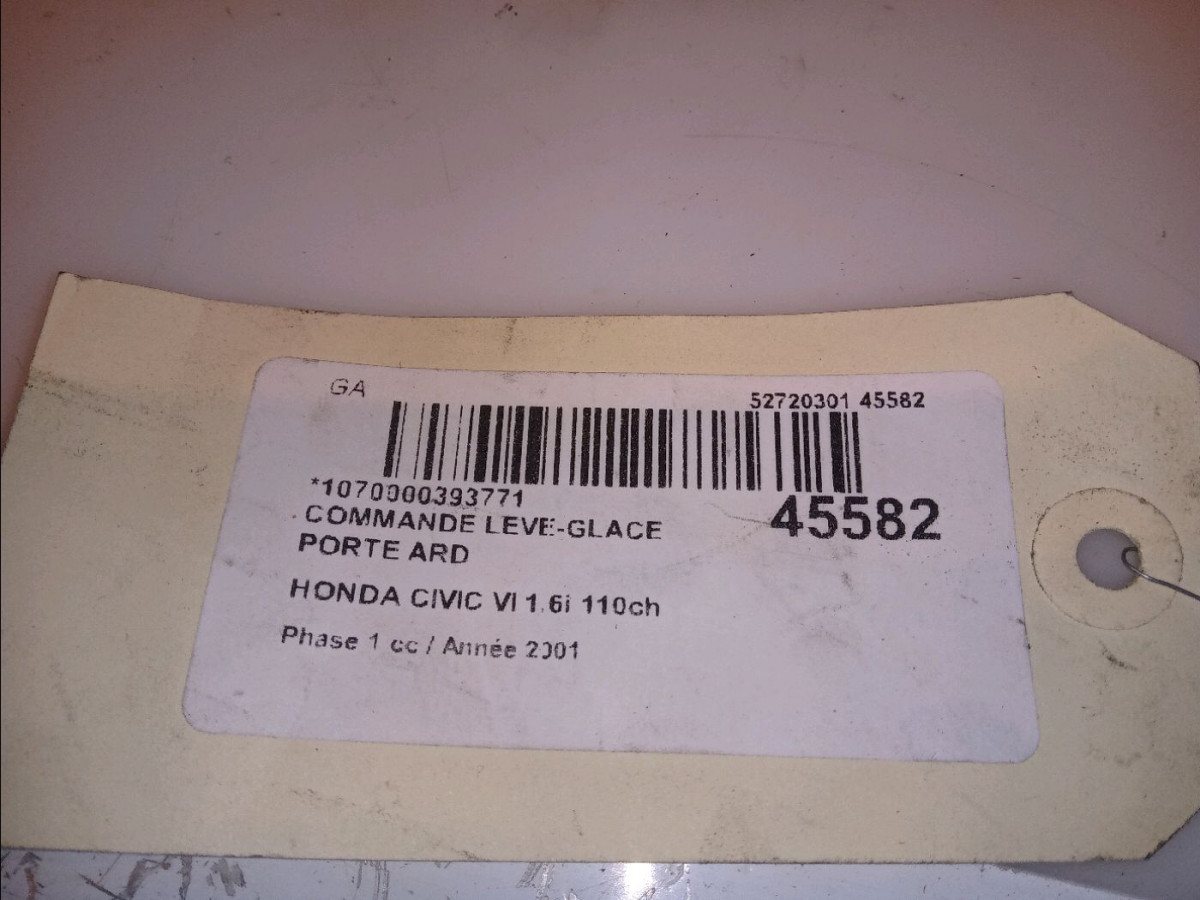 GA
52720301 45582
*1070000393771
45582
COMMANDE LEVE-GLACE
PORTE ARD
HONDA CIVIC VI 1.6i 110ch
Phase 1 cc / Année 2001